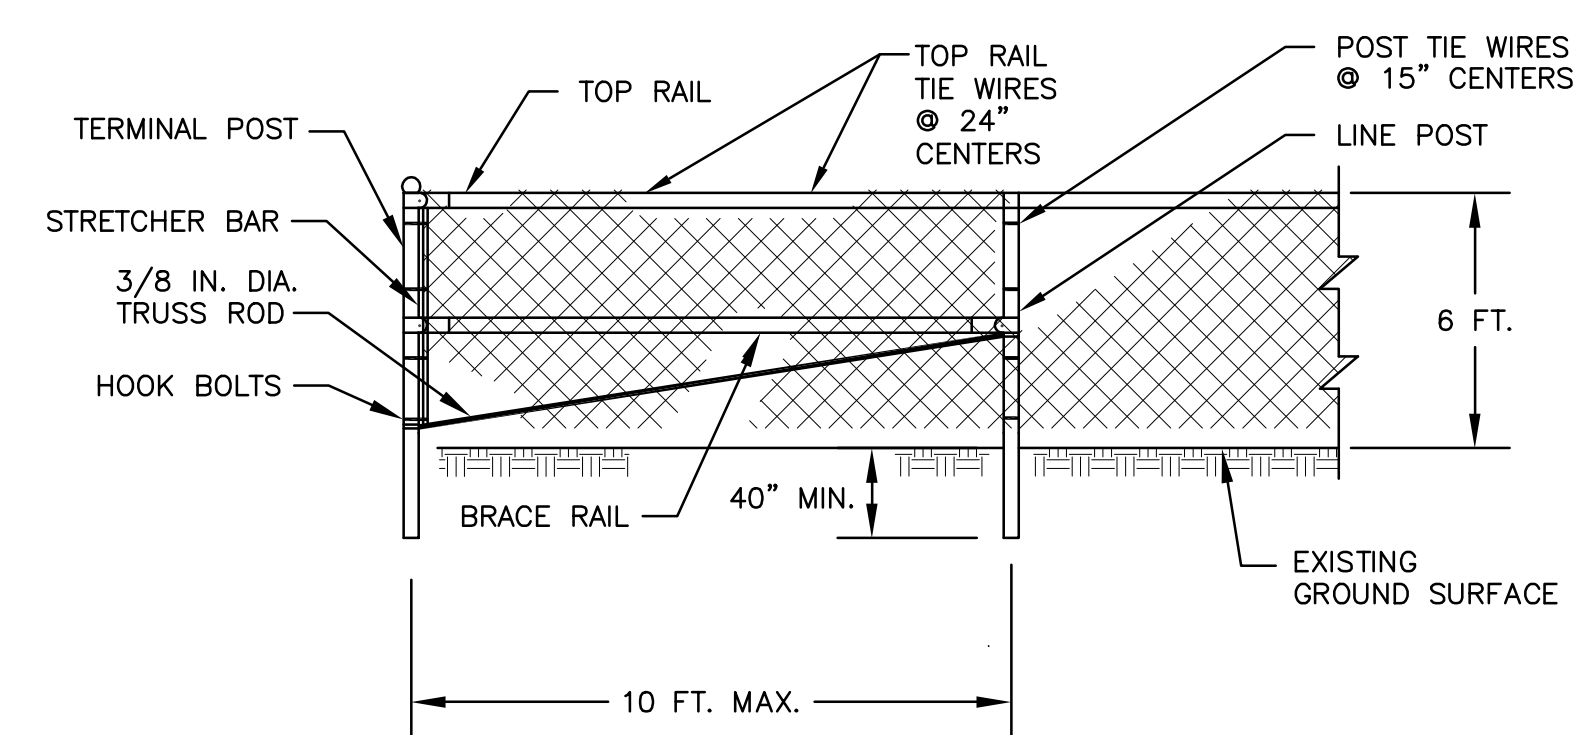 POST TIE WIRES
@ 15” CENTERS
TOP RAIL
TIE WIRES
@ 24”
CENTERS
TOP RAIL
TERMINAL POST
LINE POST
STRETCHER BAR
3/8 IN. DIA.
TRUSS ROD
6 FT.
HOOK BOLTS
40” MIN.
BRACE RAIL
EXISTING
GROUND SURFACE
10 FT. MAX.